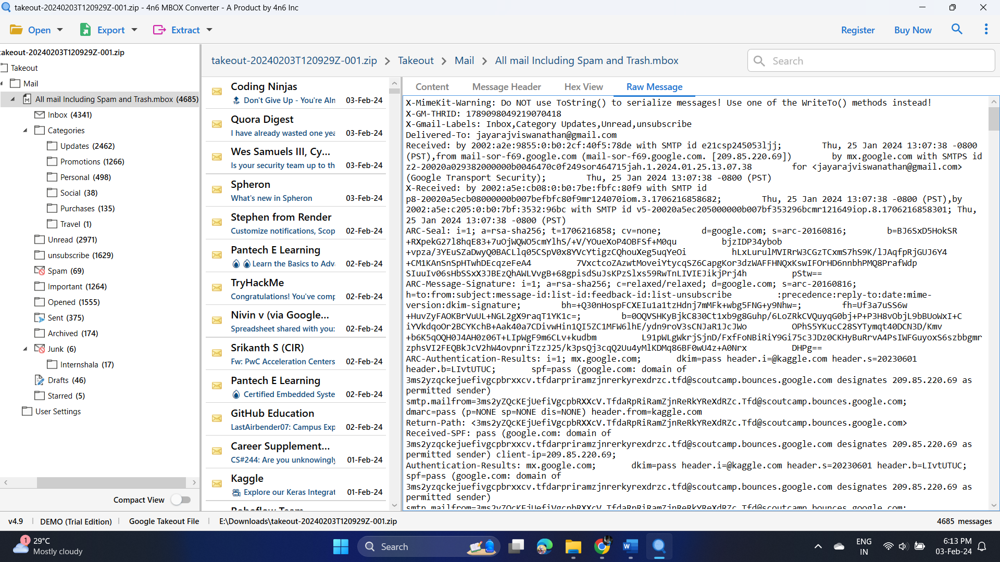 takeout-20240203T120929Z-001.zip - 4n6 MBOX Converter - A Product by 4n6 Inc
Open
Export
Extract
Register
Buy Now
takeout-20240203T120929Z-001.zip
Takeout
Mail
All mail Including Spam and Trash.mbox (4685)
Inbox (4341)
Categories
Updates (2462)
Promotions (1266)
Personal (498)
Social (38)
Purchases (135)
Travel (1)
Unread (2971)
unsubscribe (1629)
Spam (69)
Important (1264)
Opened (1555)
Sent (375)
Archived (174)
Junk (6)
Internshala (17)
Drafts (46)
Starred (5)
User Settings
Compact View
takeout-20240203T120929Z-001.zip > Takeout > Mail > All mail Including Spam and Trash.mbox
Search
Coding Ninjas
TOP Don't Give Up - You're Aln 03-Feb-24
Quora Digest
I have already wasted one yea 03-Feb-24
Wes Samuels III, Cy...
Is your security team up to th 03-Feb-24
Spheron
What's new in Spheron 03-Feb-24
Stephen from Render
Customize notifications, Scop 02-Feb-24
Pantech E Learning
Learn the Basics to Adv 02-Feb-24
TryHackMe
Congratulations! You've comp 02-Feb-24
Nivin v (via Google...
Spreadsheet shared with you: 02-Feb-24
Srikanth S (CIR)
Fw: PwC Acceleration Centers 02-Feb-24
Pantech E Learning
Certified Embedded Syste 02-Feb-24
GitHub Education
LastAirbender07: Campus Exp 02-Feb-24
Career Supplement...
CS#244: Are you unknowingly 01-Feb-24
Kaggle
Explore our Keras Integrat 01-Feb-24
Roboflow Team
Content Message Header Hex View Raw Message
X-MimeKit-Warning: Do NOT use ToString() to serialize messages! Use one of the WriteTo() methods instead!
X-GM-THRID: 1789098049219070418
X-Gmail-Labels: Inbox,Category Updates,Unread,unsubscribe
Delivered-To: jayarajviswanathan@gmail.com
Received: by 2002:a2e:9855:0:b0:2cf:40f5:78de with SMTP id e21csp245053ljj; Thu, 25 Jan 2024 13:07:38 -0800
(PST),from mail-sor-f69.google.com (mail-sor-f69.google.com. [209.85.220.69]) by mx.google.com with SMTPS id
z2-20020a029382000000b0046470c0f249sor464715jah.1.2024.01.25.13.07.38 for <jayarajviswanathan@gmail.com>
(Google Transport Security); Thu, 25 Jan 2024 13:07:38 -0800 (PST)
X-Received: by 2002:a5e:cb08:0:b0:7be:fbfc:80f9 with SMTP id
p8-20020a5ecb08000000b007befbfc80f9mr124070iom.3.1706216858682; Thu, 25 Jan 2024 13:07:38 -0800 (PST),by
2002:a5e:c205:0:b0:7bf:3532:96bc with SMTP id v5-20020a5ec205000000b007bf353296bcmr121649iop.8.1706216858301; Thu,
25 Jan 2024 13:07:38 -0800 (PST)
ARC-Seal: i=1; a=rsa-sha256; t=1706216858; cv=none; d=google.com; s=arc-20160816; b=BJ6SxD5HokSR
+RXpekG27l8hqE83+7uOjWQWO5cmYlhS/+V/YOueXoP4OBFSf+M0qu bjzIDP34ybob
+vpza/3YEuSZaDwyQ0BACLlq05CSpV0x8YVcYtigzCQhouXeg5uqYeOi hLxLurulMVIRrW3CGzTCxmS7hS9K/lJAqfpRjGUJ6Y4
+CM1KAnSnSpHTwhDEcqzeFeA4 7VxctcoZAzwtMoveiYtycqSZ6CapgKor3dzWAFFHNQxKswIFOrHD6nnbhPMQ8PrafWdp
SIuuIv06sHbSSxX3JBEzQhAWLVvgB+68gpisdSuJsKPzSlxs59RwTnLIVIEJikjPrj4h pStw==
ARC-Message-Signature: i=1; a=rsa-sha256; c=relaxed/relaxed; d=google.com; s=arc-20160816;
h=to:from:subject:message-id:list-id:feedback-id:list-unsubscribe :precedence:reply-to:date:mime-
version:dkim-signature; bh=+Q30nHospFCXEIu1a1tzHdnj7mMFk+wbg5FNG+y9Nhw=; fh=Uf3a7uSS6w
+HuvZyFAOKBrVuUL+NGL2gX9raqT1YK1c=; b=0OQVSHKyBjkC830Ct1xb9g8Guhp/6LoZRkCVQuyqG0bj+P+P3H8vObjL9bBUoWxI+C
iYVkdqoOr2BCYKchB+Aak40a7CDivwHin1QI5ZC1MFW6lhE/ydn9roV3sCNJaR1JcJWo OPhS5YKucC28SYTymqt40DCN3D/Kmv
+b6K5qOQH0J4AH0z06T+LIpWgF9m6CLv+kudbm L91pWLgWkrjSjnD/FxfFoNBiRiY9Gi75c3JDz0CKHyBuRrvA4PsIWFGuyoxS6szbbgmr
zphsVI2FEQBkJcV2hW4ovpnriTzzJ25/k3psQj3cqQ2Uu4yMlKDMq86BF0wU4z+A0Nrx DHPg==
ARC-Authentication-Results: i=1; mx.google.com; dkim=pass header.i=@kaggle.com header.s=20230601
header.b=LIvtUTUC; spf=pass (google.com: domain of
3ms2yzqckejuefivgcpbrxxcv.tfdarpriramzjnrerkyrexdrzc.tfd@scoutcamp.bounces.google.com designates 209.85.220.69 as
permitted sender)
smtp.mailfrom=3ms2yZQcKEjUefiVgcpbRXXcV.TfdaRpRiRamZjnReRkYReXdRZc.Tfd@scoutcamp.bounces.google.com;
dmarc=pass (p=NONE sp=NONE dis=NONE) header.from=kaggle.com
Return-Path: <3ms2yZQcKEjUefiVgcpbRXXcV.TfdaRpRiRamZjnReRkYReXdRZc.Tfd@scoutcamp.bounces.google.com>
Received-SPF: pass (google.com: domain of
3ms2yzqckejuefivgcpbrxxcv.tfdarpriramzjnrerkyrexdrzc.tfd@scoutcamp.bounces.google.com designates 209.85.220.69 as
permitted sender) client-ip=209.85.220.69;
Authentication-Results: mx.google.com; dkim=pass header.i=@kaggle.com header.s=20230601 header.b=LIvtUTUC;
spf=pass (google.com: domain of
3ms2yzqckejuefivgcpbrxxcv.tfdarpriramzjnrerkyrexdrzc.tfd@scoutcamp.bounces.google.com designates 209.85.220.69 as
permitted sender)
smtp.mailfrom=3ms2yZQcKEjUefiVgcpbRXXcV.TfdaRpRiRamZjnReRkYReXdRZc.Tfd@scoutcamp.bounces.google.com;
v4.9 DEMO (Trial Edition) Google Takeout File E:\Downloads\takeout-20240203T120929Z-001.zip 4685 messages
1
29°C
Mostly cloudy
Search
ENG
IN
6:13 PM
03-Feb-24